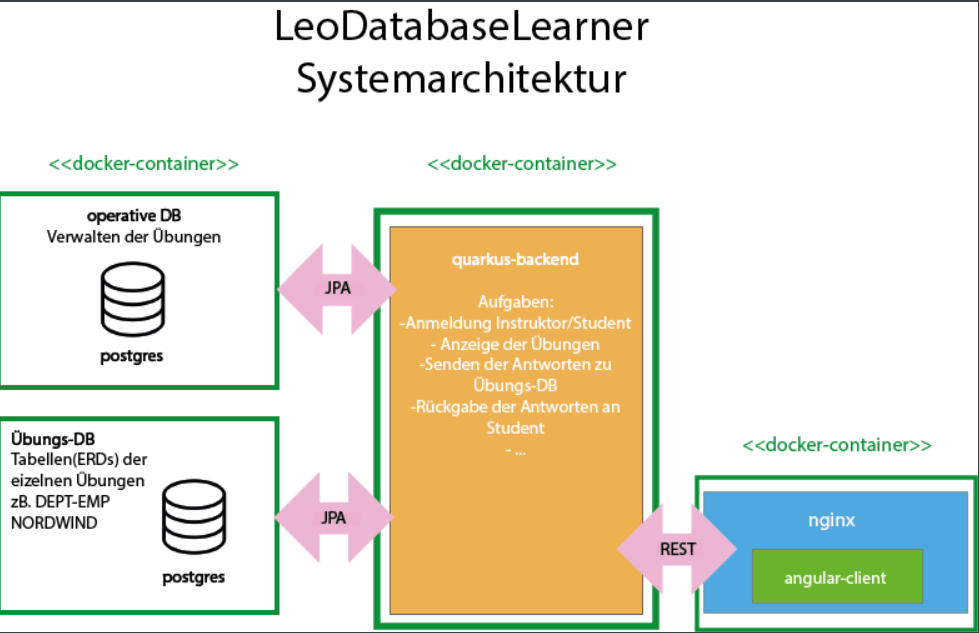 LeoDatabaseLearner
Systemarchitektur
<<docker-container>>
operative DB
Verwalten der Übungen
postgres
Übungs-DB
Tabellen(ERDs) der
eizelnen Übungen
zB. DEPT-EMP
NORDWIND
postgres
JPA
JPA
<<docker-container>>
quarkus-backend
Aufgaben:
-Anmeldung Instruktor/Student
- Anzeige der Übungen
-Senden der Antworten zu
Übungs-DB
-Rückgabe der Antworten an
Student
- ...
REST
<<docker-container>>
nginx
angular-client